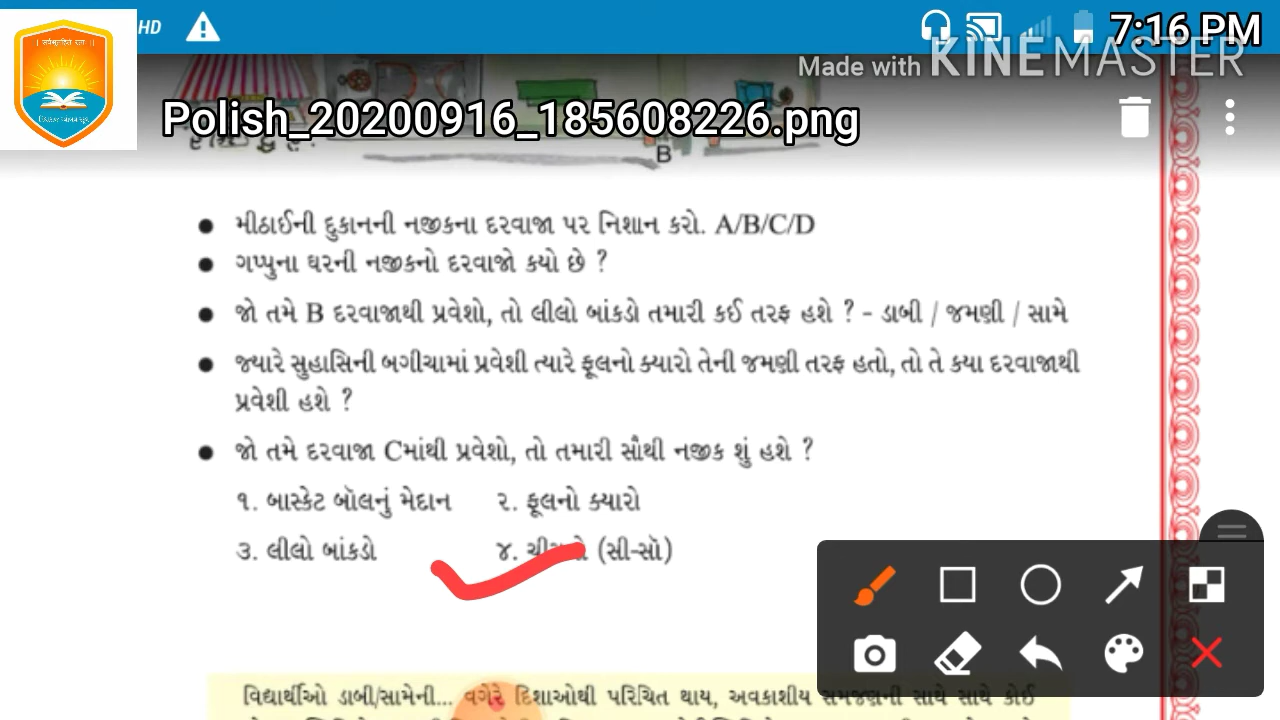 HD
7:16 PM
Made with KINEMASTER
Polish_20200916_185608226.png
B
● મીઠાઈની દુકાનની નજીકના દરવાજા પર નિશાન કરો. A/B/C/D
● ગપ્પુના ઘરની નજીકનો દરવાજો કયો છે ?
● જો તમે B દરવાજાથી પ્રવેશો, તો લીલો બાંકડો તમારી કઈ તરફ હશે ? - ડાબી / જમણી / સામે
● જ્યારે સુહાસિની બગીચામાં પ્રવેશી ત્યારે ફૂલનો ક્યારો તેની જમણી તરફ હતો, તો તે કયા દરવાજાથી
પ્રવેશી હશે ?
● જો તમે દરવાજા Cમાંથી પ્રવેશો, તો તમારી સૌથી નજીક શું હશે ?
૧. બાસ્કેટ બૉલનું મેદાન ૨. ફૂલનો ક્યારો
૩. લીલો બાંકડો ૪. (સી-સૉ)
વિદ્યાર્થીઓ ડાબી/સામેની... વગેરે દિશાઓથી પરિચિત થાય, અવકાશીય સમજણની સાથે સાથે કોઈ